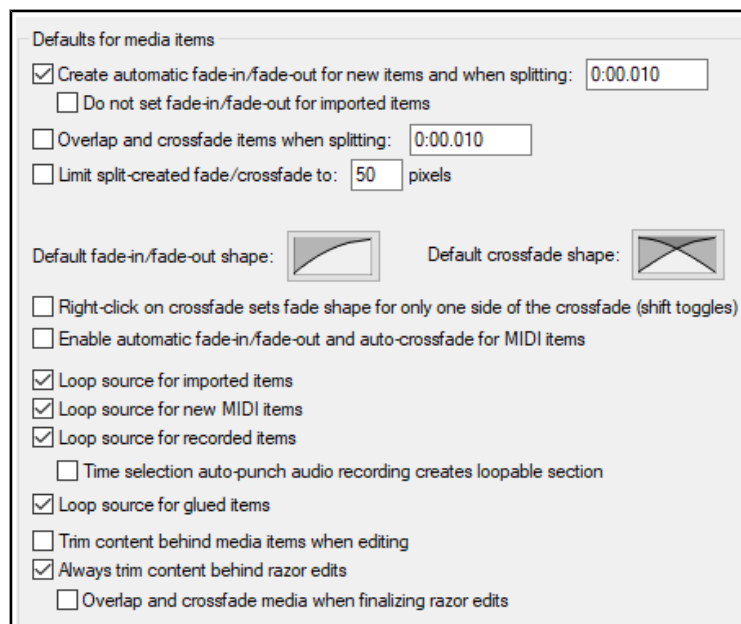 Defaults for media items
Create automatic fade-in/fade-out for new items and when splitting: 0:00.010
Do not set fade-in/fade-out for imported items
Overlap and crossfade items when splitting: 0:00.010
Limit split-created fade/crossfade to: 50 pixels
Default fade-in/fade-out shape: Default crossfade shape:
Right-click on crossfade sets fade shape for only one side of the crossfade (shift toggles)
Enable automatic fade-in/fade-out and auto-crossfade for MIDI items
Loop source for imported items
Loop source for new MIDI items
Loop source for recorded items
Time selection auto-punch audio recording creates loopable section
Loop source for glued items
Trim content behind media items when editing
Always trim content behind razor edits
Overlap and crossfade media when finalizing razor edits